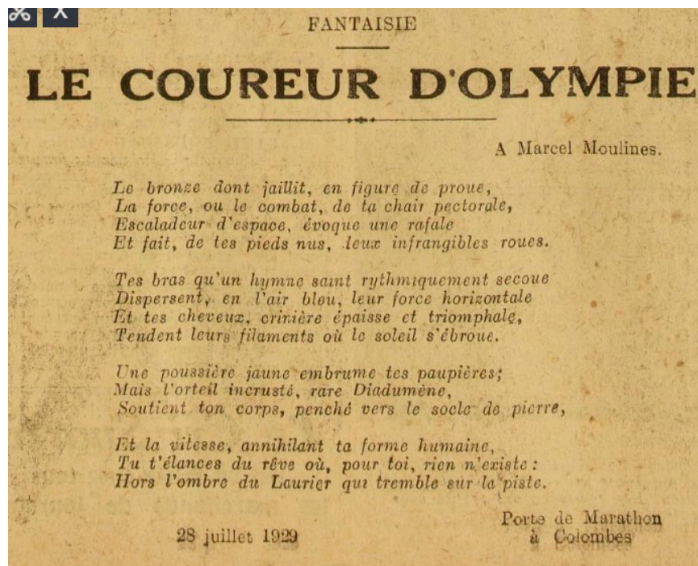 FANTAISIE
LE COUREUR D'OLYMPIE
A Marcel Moulines.
Le bronze dont jaillit, en figure de proue,
La force, ou le combat, de ta chair pectorale,
Escaladeur d'espace, évoque une rafale
Et fait, de tes pieds nus, deux infrangibles roues.
Tes bras qu'un hymne saint rythmiquement secoue
Dispersent, en l'air bleu, leur force horizontale
Et tes cheveux, crinière épaisse et triomphale,
Tendent leurs filaments où le soleil s'ébroue.
Une poussière jaune embrume tes paupières;
Mais l'orteil incrusté, rare Diadumène,
Soutient ton corps, penché vers le socle de pierre,
Et la vitesse, annihilant ta forme humaine,
Tu t'élances du rêve où, pour toi, rien n'existe :
Hors l'ombre du Laurier qui tremble sur la piste.
Porte de Marathon
28 juillet 1929 à Colombes